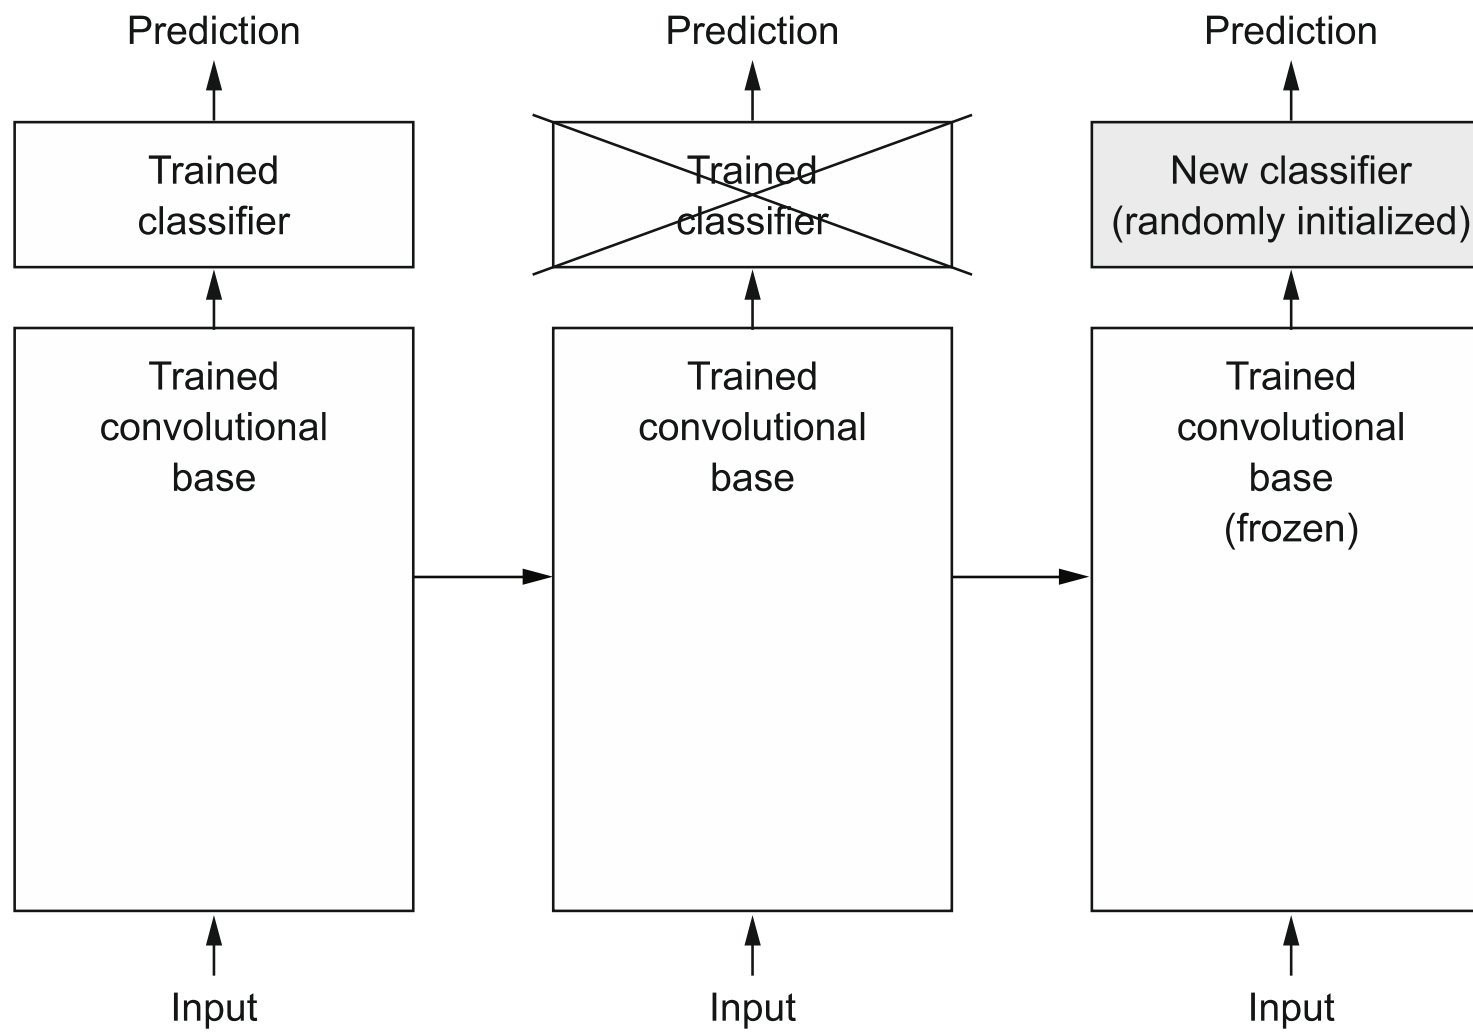 Prediction
Trained
classifier
Trained
convolutional
base
Input
Prediction
Trained
classifier
Trained
convolutional
base
Input
Prediction
New classifier
(randomly initialized)
Trained
convolutional
base
(frozen)
Input